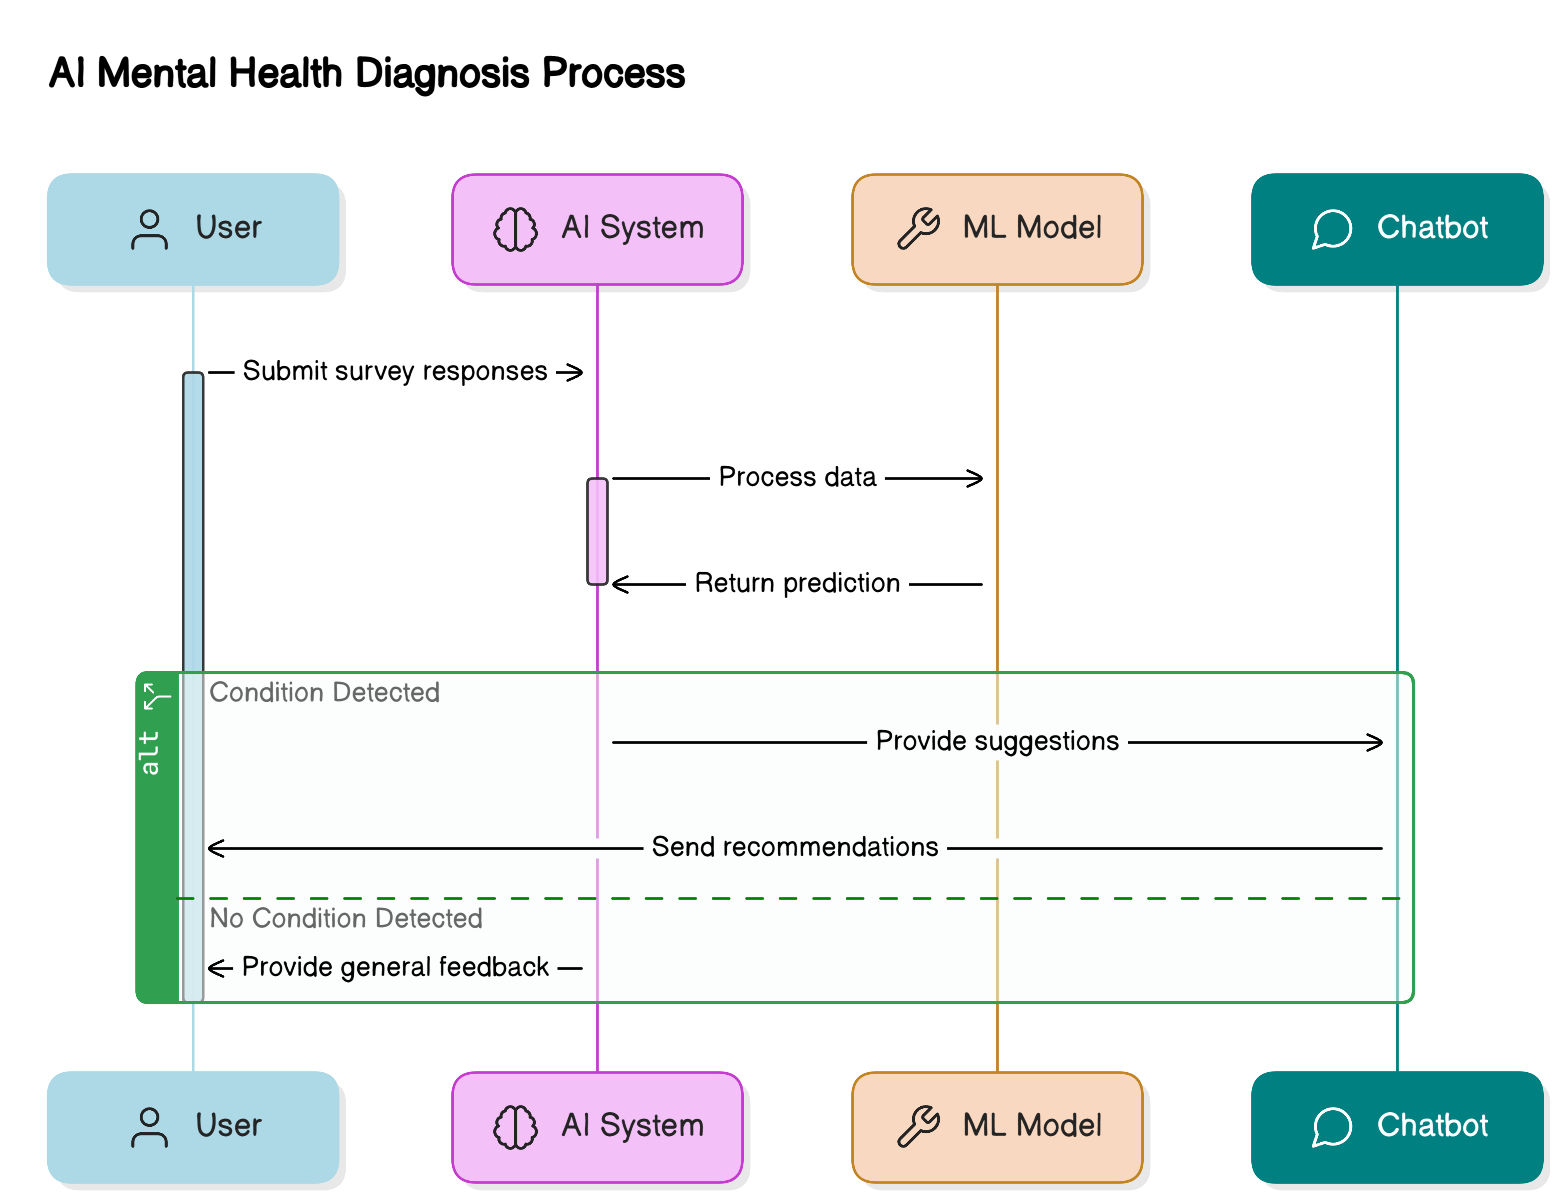 AI Mental Health Diagnosis Process
User
AI System
ML Model
Chatbot
Submit survey responses
Process data
Return prediction
alt
Condition Detected
Provide suggestions
Send recommendations
No Condition Detected
Provide general feedback
User
AI System
ML Model
Chatbot